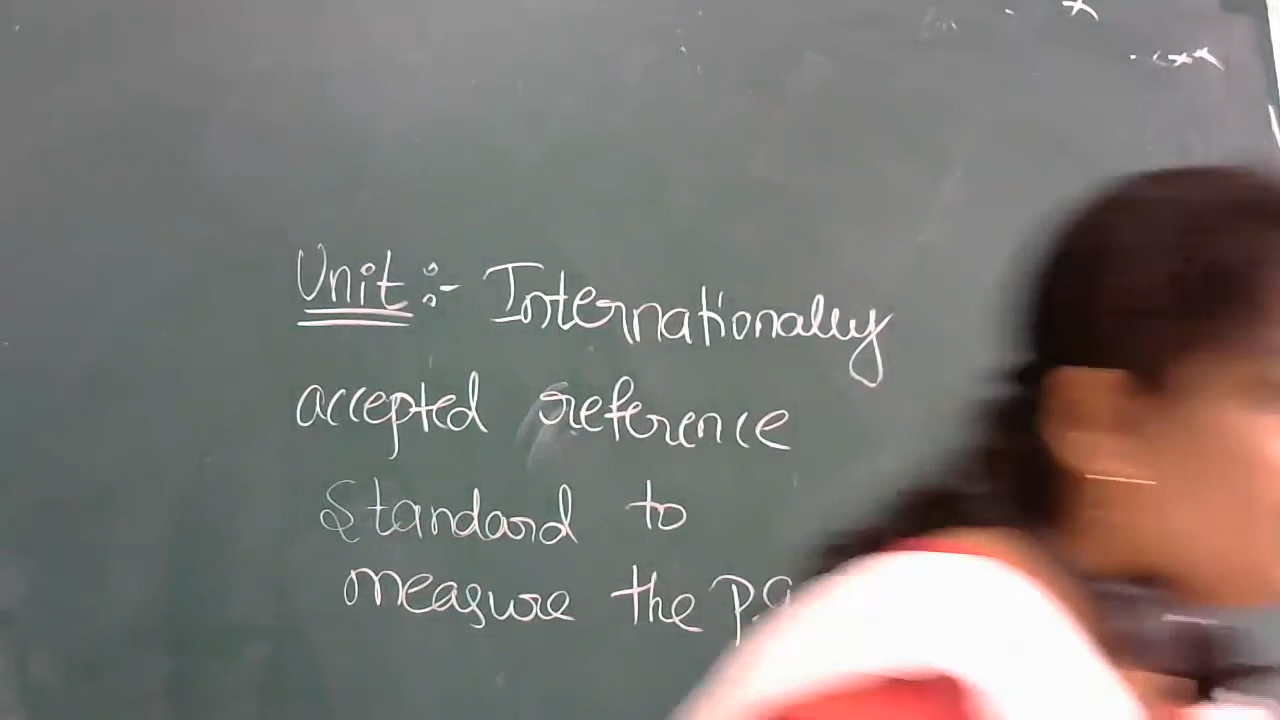 Unit :- Internationally
accepted reference
Standard to
measure the